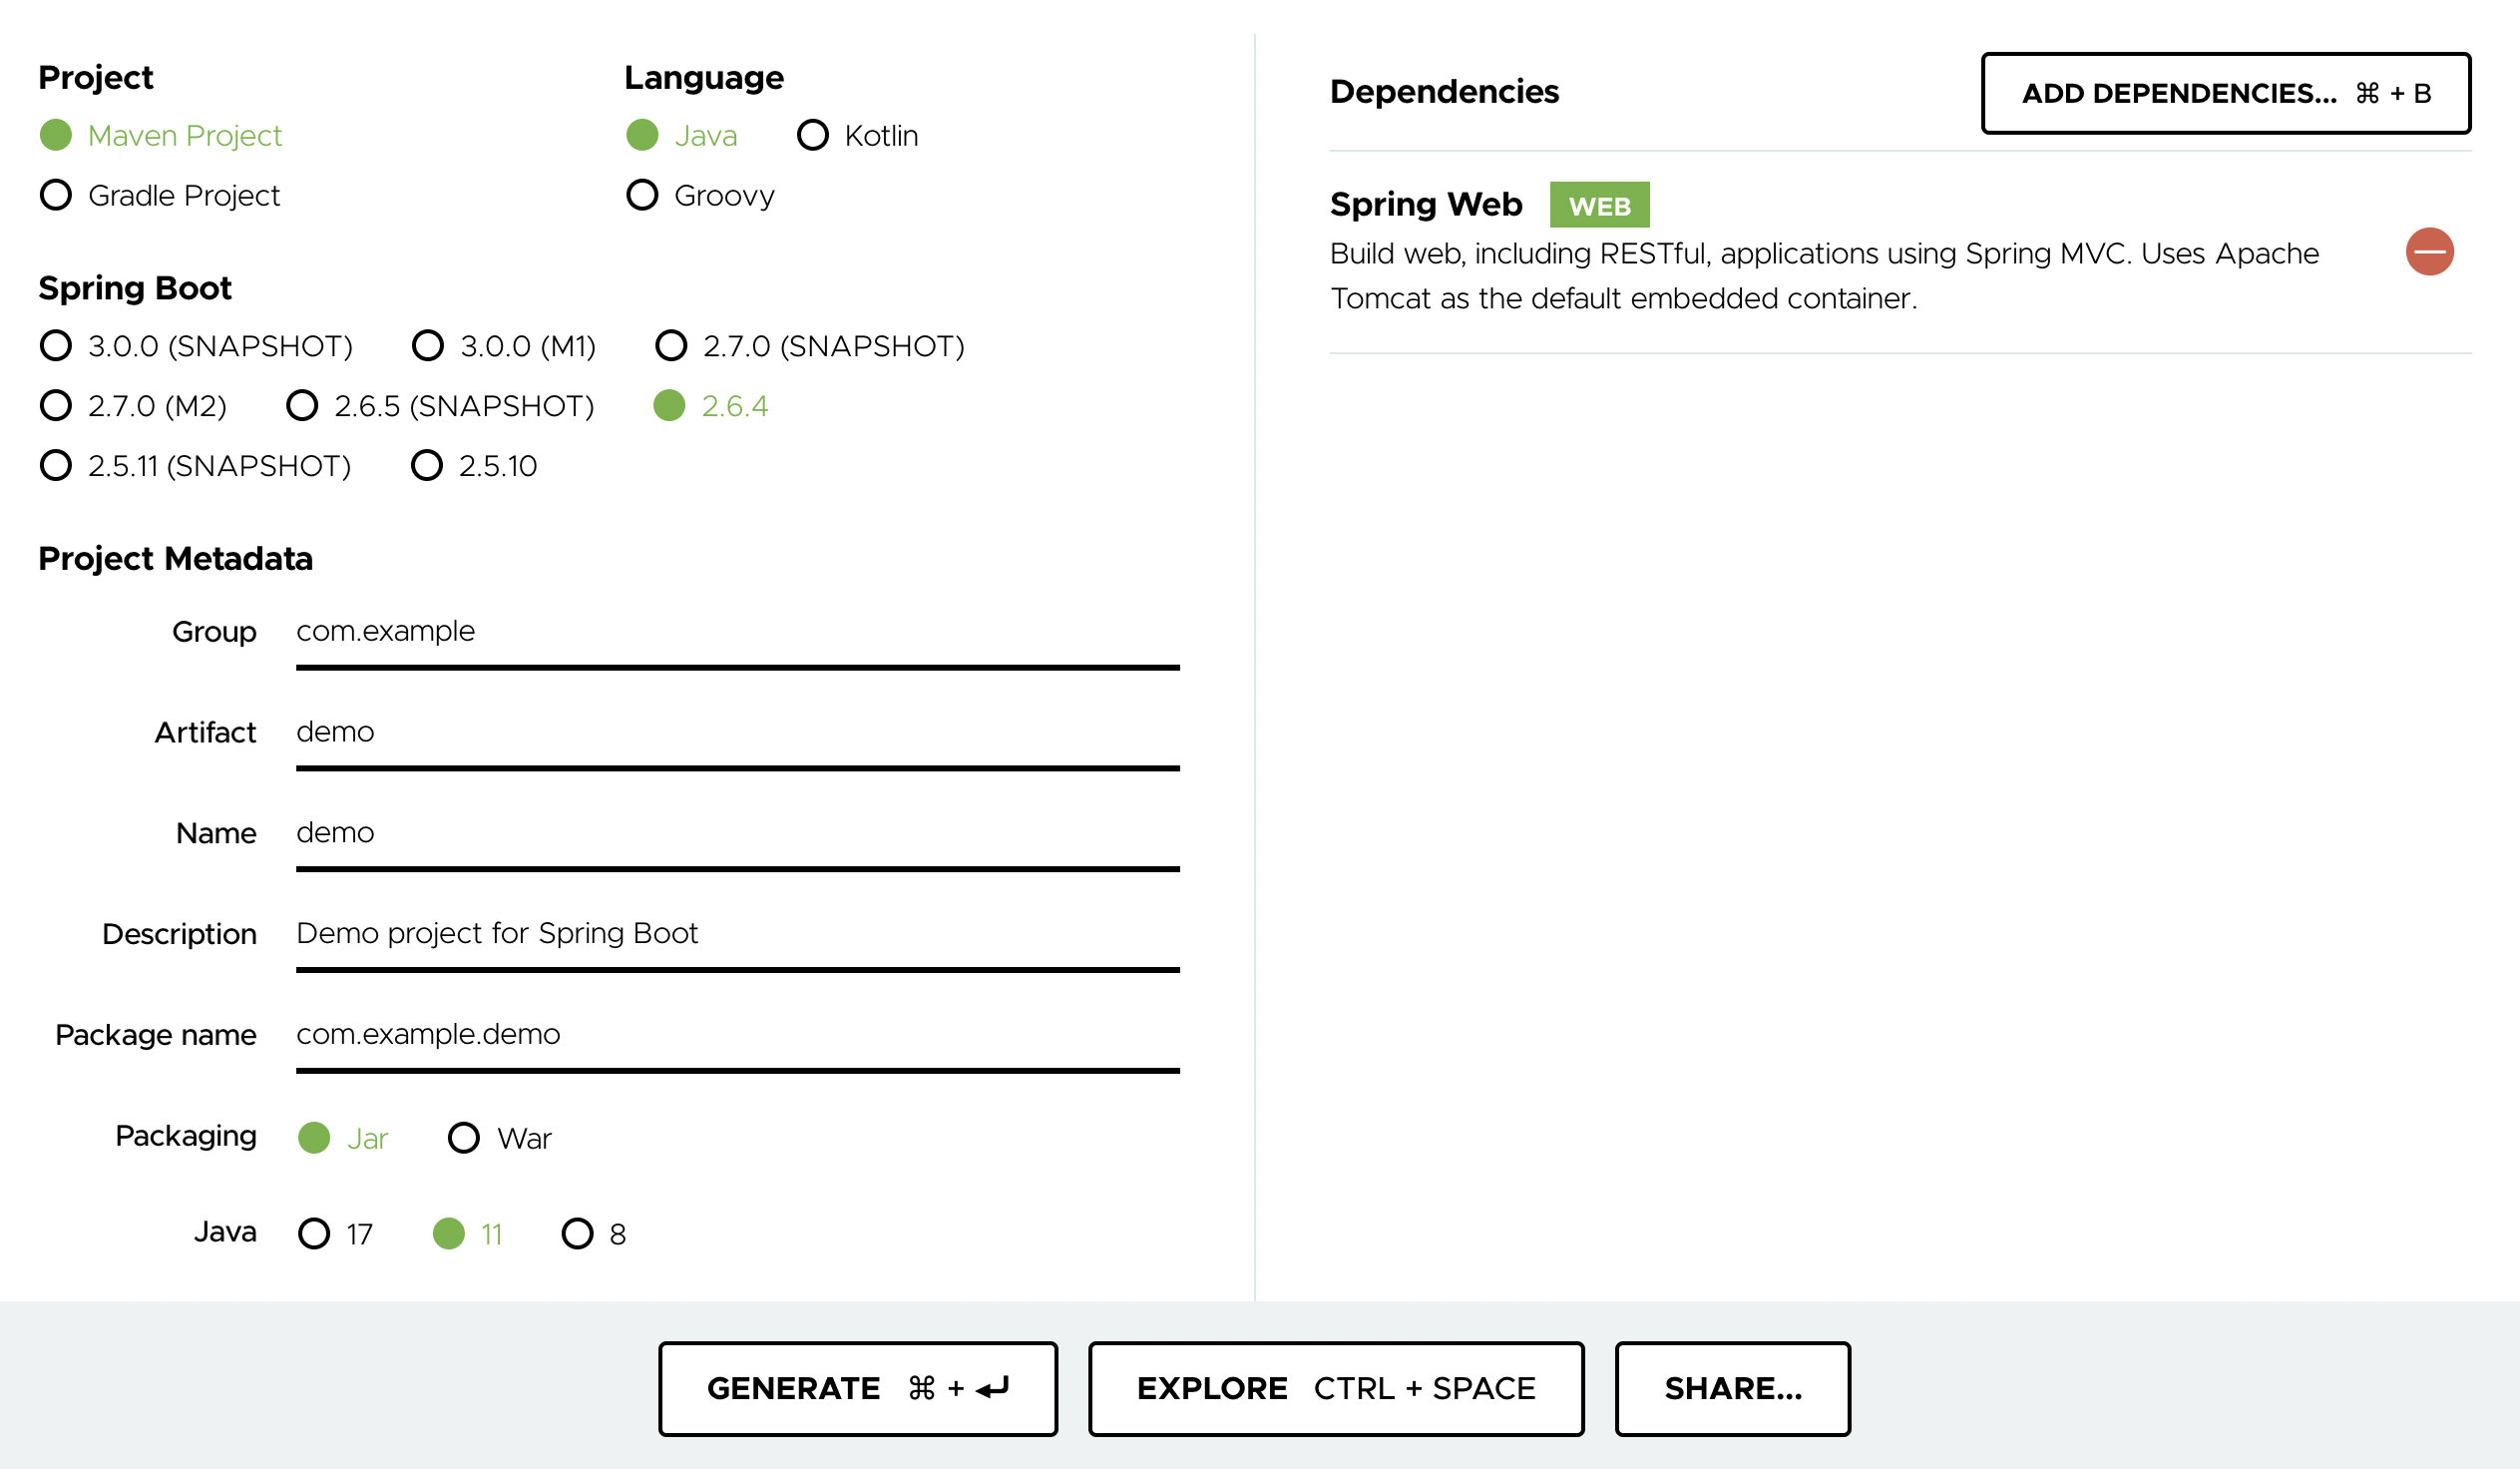 Project
Maven Project
Gradle Project
Language
Java Kotlin
Groovy
Spring Boot
3.0.0 (SNAPSHOT) 3.0.0 (M1) 2.7.0 (SNAPSHOT)
2.7.0 (M2) 2.6.5 (SNAPSHOT) 2.6.4
2.5.11 (SNAPSHOT) 2.5.10
Project Metadata
Group com.example
Artifact demo
Name demo
Description Demo project for Spring Boot
Package name com.example.demo
Packaging Jar War
Java 17 11 8
Dependencies
ADD DEPENDENCIES... ⌘ + B
Spring Web WEB
Build web, including RESTful, applications using Spring MVC. Uses Apache
Tomcat as the default embedded container.
GENERATE ⌘ + ↵
EXPLORE CTRL + SPACE
SHARE...